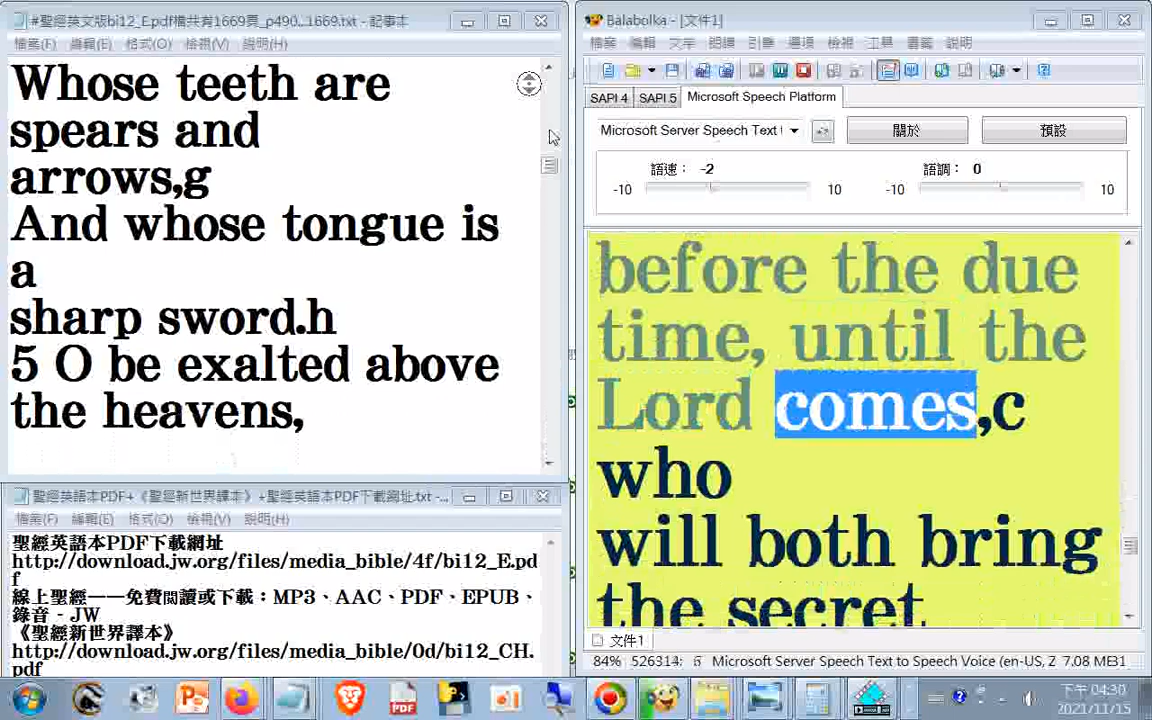 #聖經英文版bi12_E.pdf檔共有1669頁_p490...1669.txt - 記事本
檔案(F) 編輯(E) 格式(O) 檢視(V) 說明(H)
Whose teeth are
spears and
arrows,g
And whose tongue is
a
sharp sword.h
5 O be exalted above
the heavens,
聖經英語本PDF+《聖經新世界譯本》+聖經英語本PDF下載網址.txt -...
檔案(F) 編輯(E) 格式(O) 檢視(V) 說明(H)
聖經英語本PDF下載網址
http://download.jw.org/files/media_bible/4f/bi12_E.pd
f
線上聖經——免費閱讀或下載：MP3、AAC、PDF、EPUB、
錄音 - JW
《聖經新世界譯本》
http://download.jw.org/files/media_bible/0d/bi12_CH.
pdf
Balabolka - [文件1]
檔案 編輯 文字 朗讀 引擎 選項 檢視 工具 書籤 說明
SAPI 4 SAPI 5 Microsoft Speech Platform
Microsoft Server Speech Text 關於 預設
語速： -2 語調： 0
-10 10 -10 10
before the due
time, until the
Lord comes,c
who
will both bring
the secret
文件1
84% 526314: 6 Microsoft Server Speech Text to Speech Voice (en-US, Z 7.08 MB
下午 04:30
2021/11/15